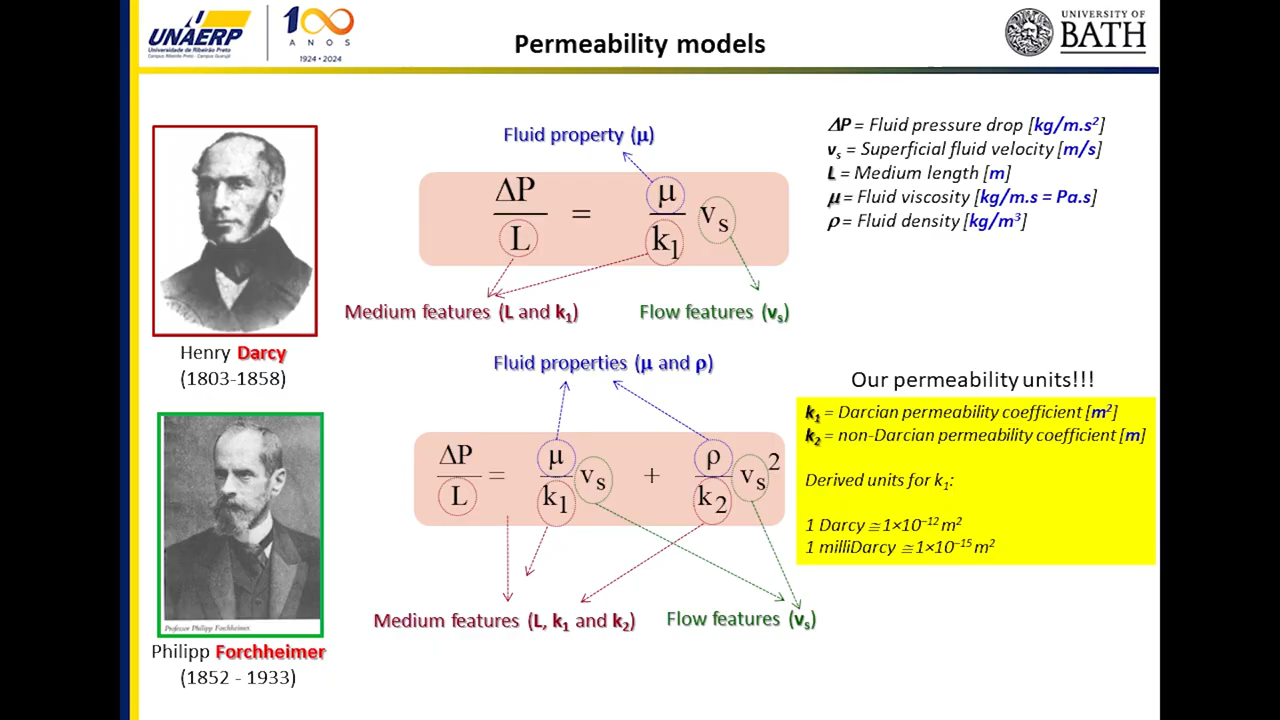 UNAERP
Universidade de Ribeirão Preto
Campus Ribeirão Preto - Campus Guarujá
100
ANOS
1924 • 2024
Permeability models
UNIVERSITY OF
BATH
Fluid property (μ)
ΔP / L = μ / k₁ vₛ
Medium features (L and k₁)
Flow features (vₛ)
Henry Darcy
(1803-1858)
ΔP = Fluid pressure drop [kg/m.s²]
vₛ = Superficial fluid velocity [m/s]
L = Medium length [m]
μ = Fluid viscosity [kg/m.s = Pa.s]
ρ = Fluid density [kg/m³]
Fluid properties (μ and ρ)
ΔP / L = μ / k₁ vₛ + ρ / k₂ vₛ²
Medium features (L, k₁ and k₂)
Flow features (vₛ)
Professor Philipp Forchheimer
Philipp Forchheimer
(1852 - 1933)
Our permeability units!!!
k₁ = Darcian permeability coefficient [m²]
k₂ = non-Darcian permeability coefficient [m]
Derived units for k₁:
1 Darcy ≅ 1×10⁻¹² m²
1 milliDarcy ≅ 1×10⁻¹⁵ m²